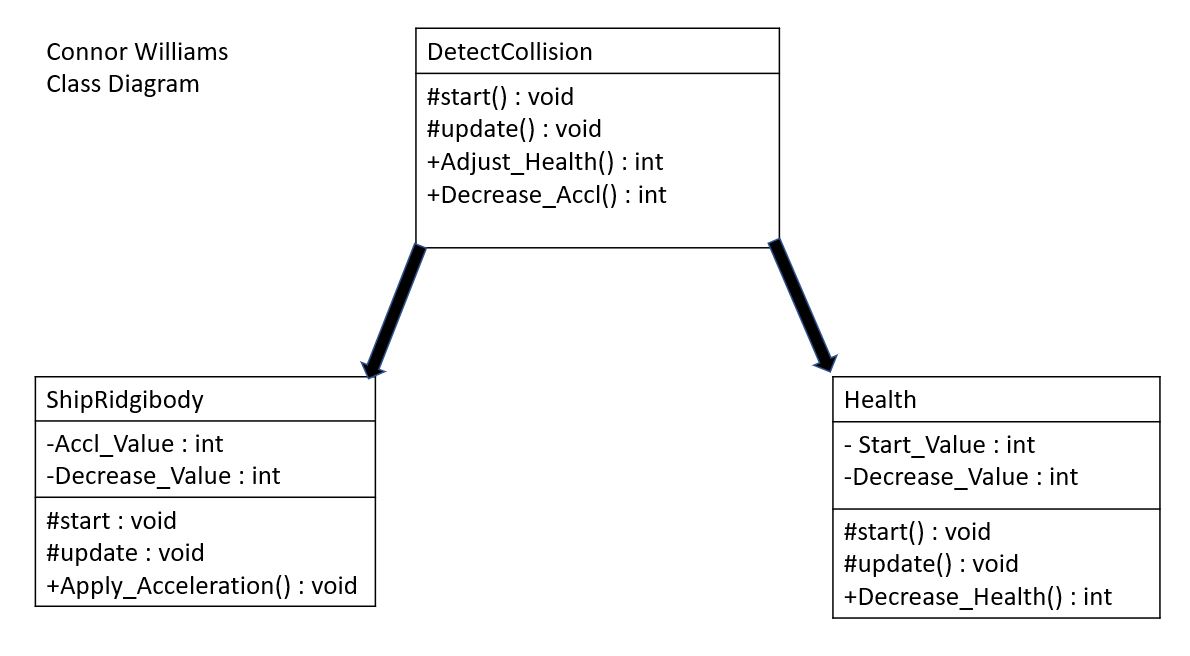 Connor Williams
Class Diagram
DetectCollision
#start() : void
#update() : void
+Adjust_Health() : int
+Decrease_Accl() : int
ShipRidgibody
-Accl_Value : int
-Decrease_Value : int
#start : void
#update : void
+Apply_Acceleration() : void
Health
- Start_Value : int
-Decrease_Value : int
#start() : void
#update() : void
+Decrease_Health() : int